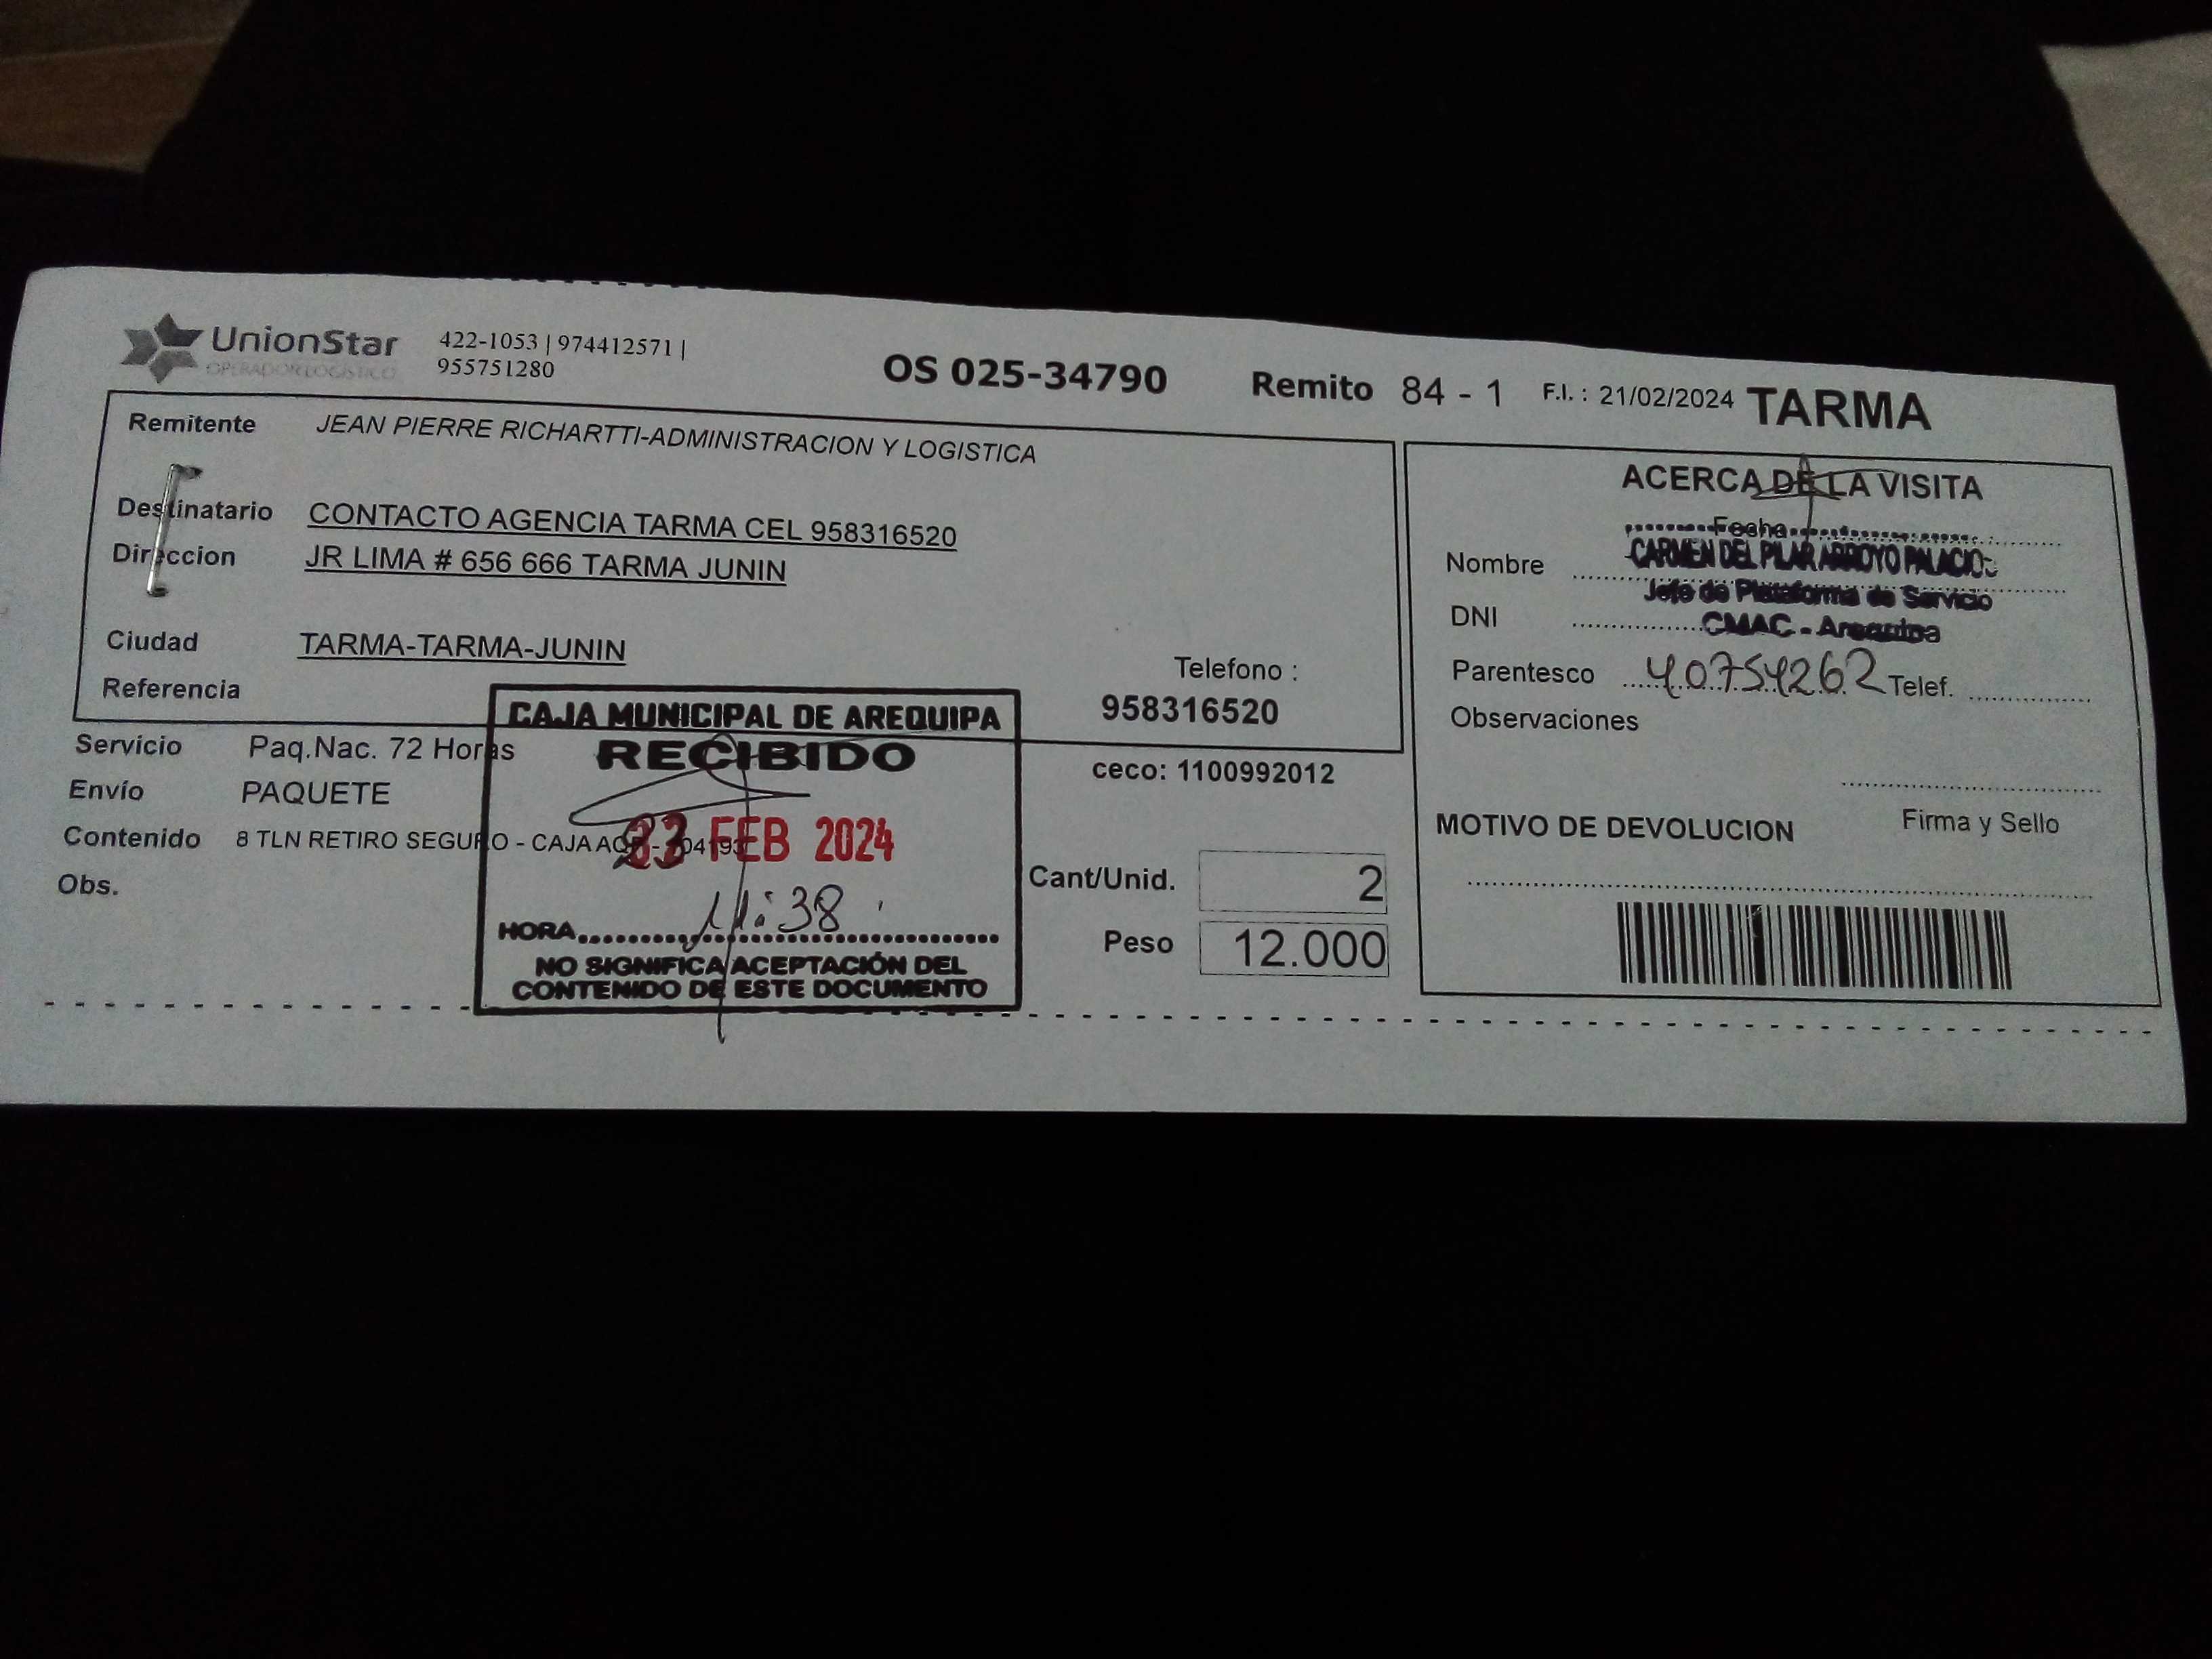 UnionStar
OPERADOR LOGISTICO
422-1053 | 974412571 |
955751280
OS 025-34790
Remito 84 - 1
F.I. : 21/02/2024
TARMA
Remitente JEAN PIERRE RICHARTTI-ADMINISTRACION Y LOGISTICA
Destinatario CONTACTO AGENCIA TARMA CEL 958316520
Direccion JR LIMA # 656 666 TARMA JUNIN
Ciudad TARMA-TARMA-JUNIN
Referencia
Telefono :
958316520
Servicio Paq.Nac. 72 Horas
Envío PAQUETE
Contenido 8 TLN RETIRO SEGURO - CAJA
Obs.
CAJA MUNICIPAL DE AREQUIPA
RECIBIDO
FEB 2024
HORA 11:38
NO SIGNIFICA ACEPTACIÓN DEL
CONTENIDO DE ESTE DOCUMENTO
ceco: 1100992012
Cant/Unid. 2
Peso 12.000
ACERCA DE LA VISITA
Fecha
Nombre CARMEN DEL PILAR ARROYO PALACIOS
Jefe de Plataforma de Servicio
DNI CMAC - Arequipa
Parentesco 40754262 Telef.
Observaciones
Firma y Sello
MOTIVO DE DEVOLUCION